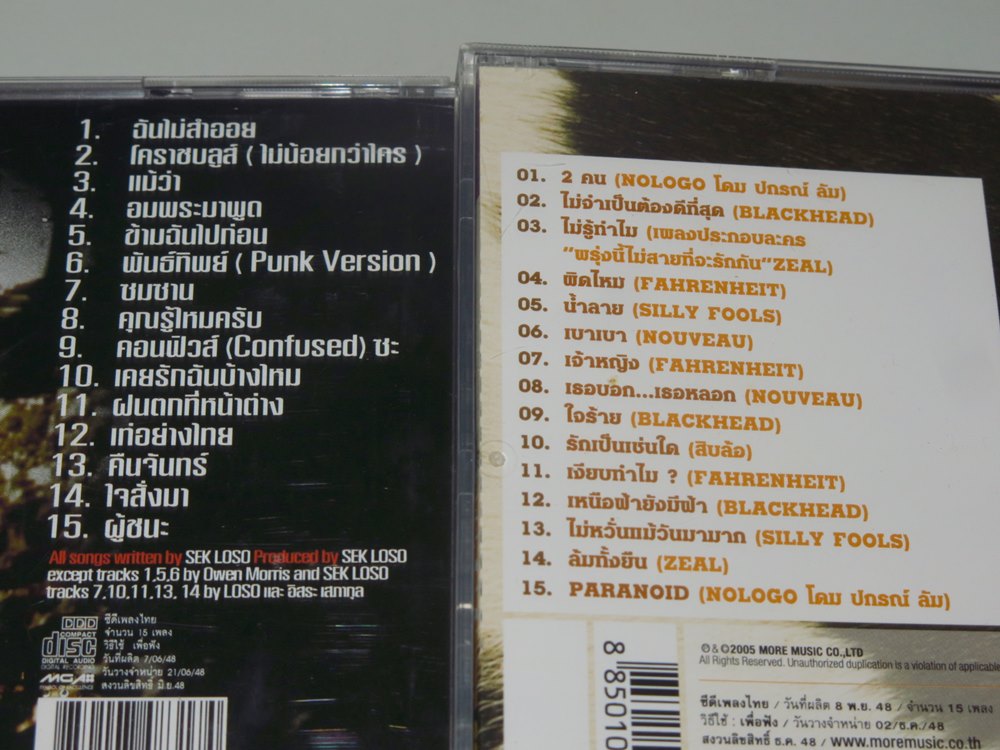 1. ฉันไม่สำออย
2. โคราชบลูส์ ( ไม่น้อยกว่าใคร )
3. แม้ว่า
4. อมพระมาพูด
5. ข้ามฉันไปก่อน
6. พันธ์ทิพย์ ( Punk Version )
7. ซมซาน
8. คุณรู้ไหมครับ
9. คอนฟิวส์ (Confused) ซะ
10. เคยรักฉันบ้างไหม
11. ฝนตกที่หน้าต่าง
12. เท่อย่างไทย
13. คืนจันทร์
14. ใจสั่งมา
15. ผู้ชนะ
All songs written by SEK LOSO Produced by SEK LOSO
except tracks 1,5,6 by Owen Morris and SEK LOSO
tracks 7,10,11,13, 14 by LOSO และ อิสระ เสภากุล
DDD
COMPACT
disc
DIGITAL AUDIO
DIGITAL RECORDING
MGA
ซีดีเพลงไทย
จำนวน 15 เพลง
วิธีใช้ เพื่อฟัง
วันที่ผลิต 7/06/48
วันวางจำหน่าย 21/06/48
สงวนลิขสิทธิ์ มิ.ย.48
01. 2 คน (NOLOGO โดม ปกรณ์ ลัม)
02. ไม่จำเป็นต้องดีที่สุด (BLACKHEAD)
03. ไม่รู้ทำไม (เพลงประกอบละคร
"พรุ่งนี้ไม่สายที่จะรักกัน"ZEAL)
04. ผิดไหม (FAHRENHEIT)
05. น้ำลาย (SILLY FOOLS)
06. เบาเบา (NOUVEAU)
07. เจ้าหญิง (FAHRENHEIT)
08. เธอบอก...เธอหลอก (NOUVEAU)
09. ใจร้าย (BLACKHEAD)
10. รักเป็นเช่นใด (สิบล้อ)
11. เงียบทำไม ? (FAHRENHEIT)
12. เหนือฟ้ายังมีฟ้า (BLACKHEAD)
13. ไม่หวั่นแม้วันมามาก (SILLY FOOLS)
14. ล้มทั้งยืน (ZEAL)
15. PARANOID (NOLOGO โดม ปกรณ์ ลัม)
8 85010
℗ & ©2005 MORE MUSIC CO.,LTD
All Rights Reserved. Unauthorized duplication is a violation of applicable
ซีดีเพลงไทย / วันที่ผลิต 8 พ.ย. 48 / จำนวน 15 เพลง
วิธีใช้ : เพื่อฟัง / วันวางจำหน่าย 02/ธ.ค./48
สงวนลิขสิทธิ์ ธ.ค. 48 / www.moremusic.co.th